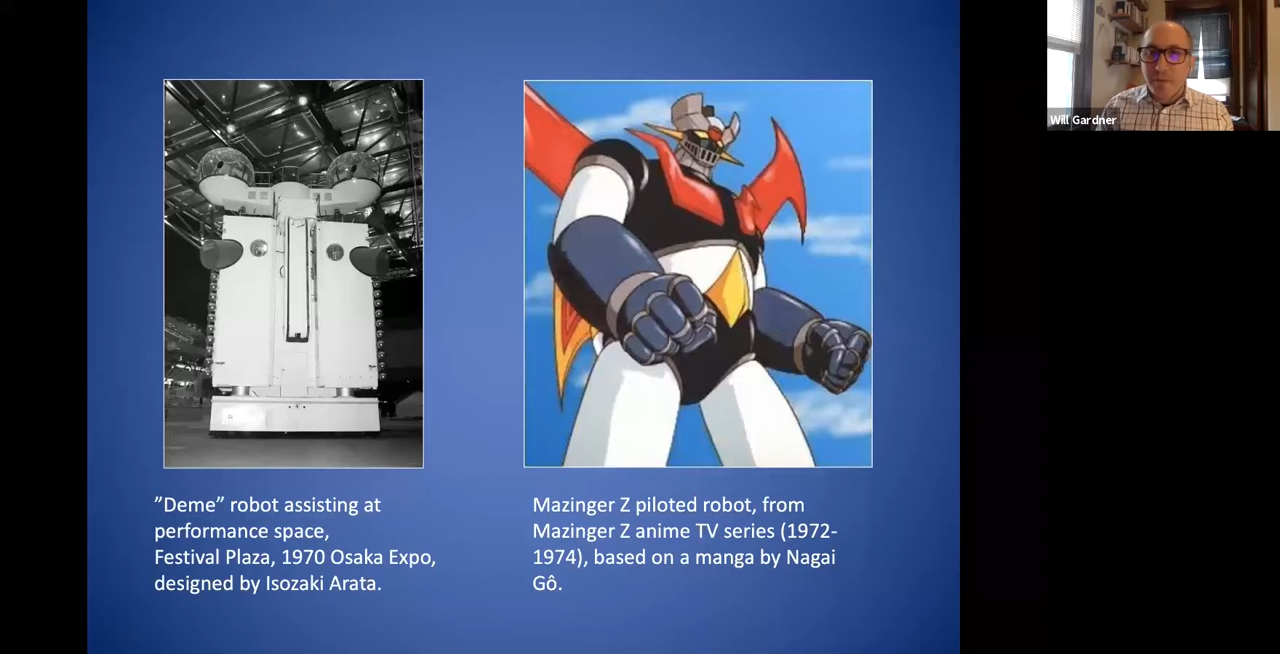 ”Deme” robot assisting at
performance space,
Festival Plaza, 1970 Osaka Expo,
designed by Isozaki Arata.
Mazinger Z piloted robot, from
Mazinger Z anime TV series (1972-
1974), based on a manga by Nagai
Gô.
Will Gardner